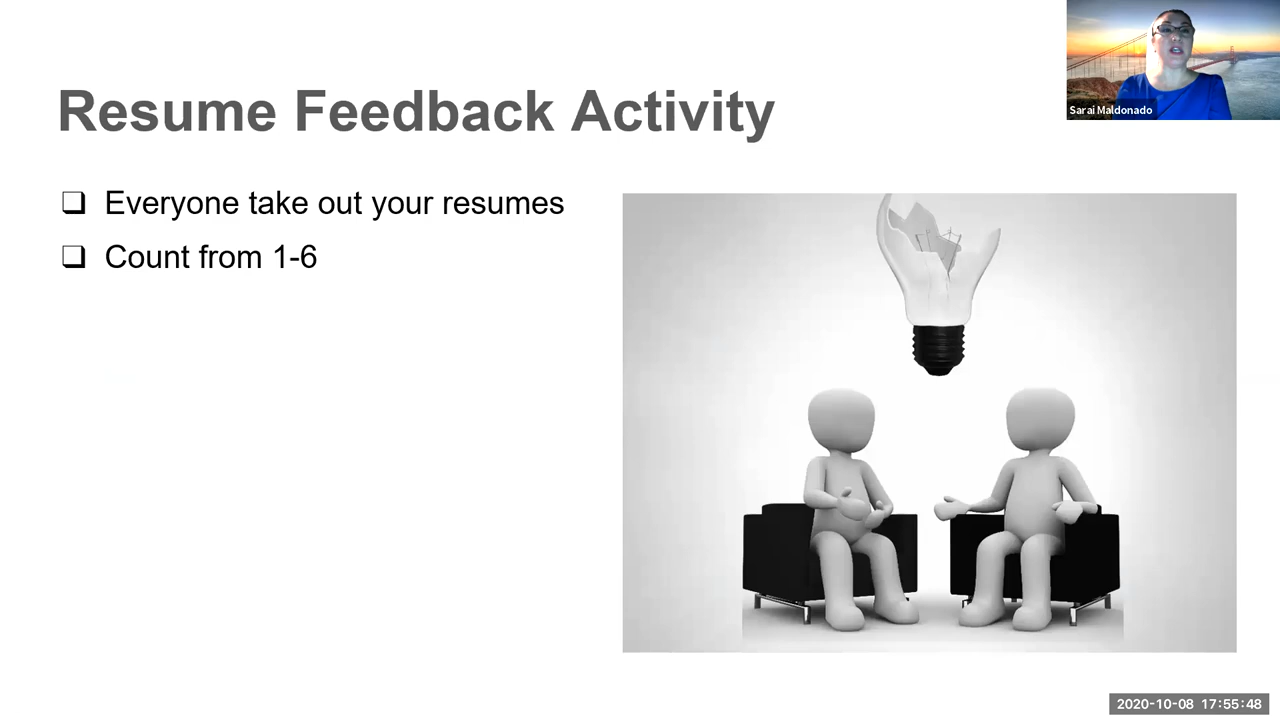 Resume Feedback Activity
❑ Everyone take out your resumes
❑ Count from 1-6
Sarai Maldonado
2020-10-08 17:55:48